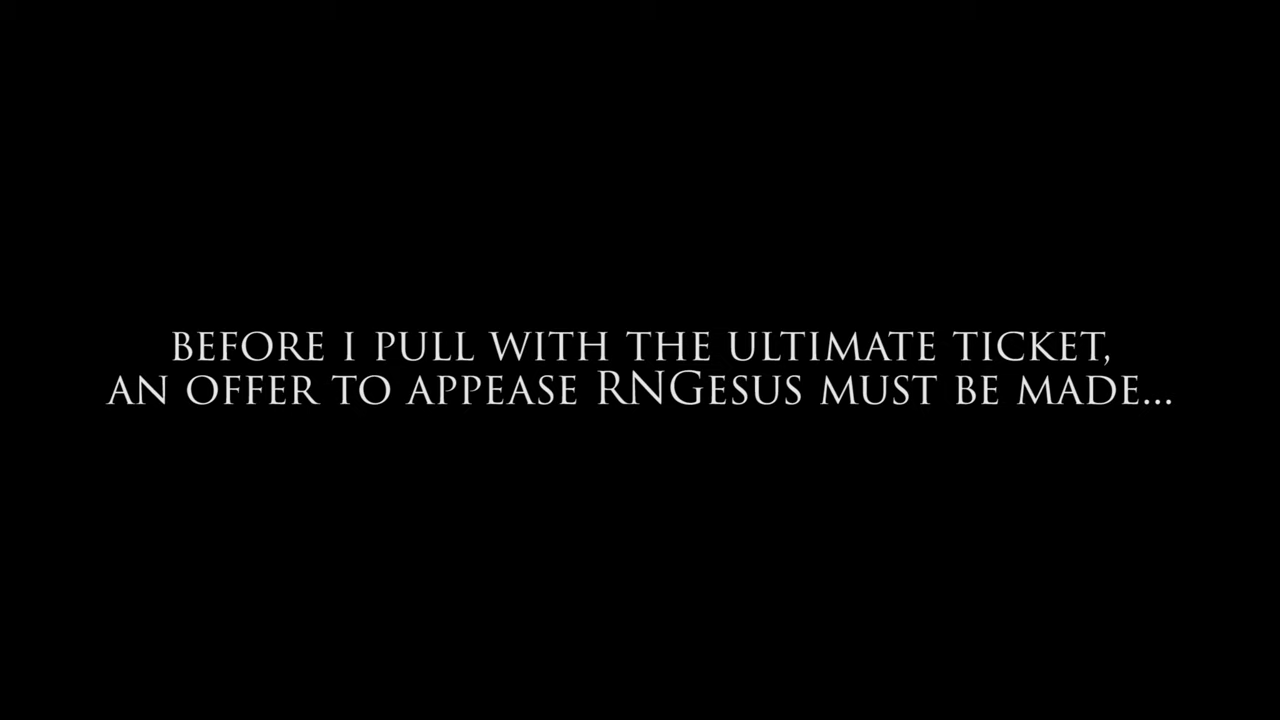 BEFORE I PULL WITH THE ULTIMATE TICKET,
AN OFFER TO APPEASE RNGESUS MUST BE MADE...